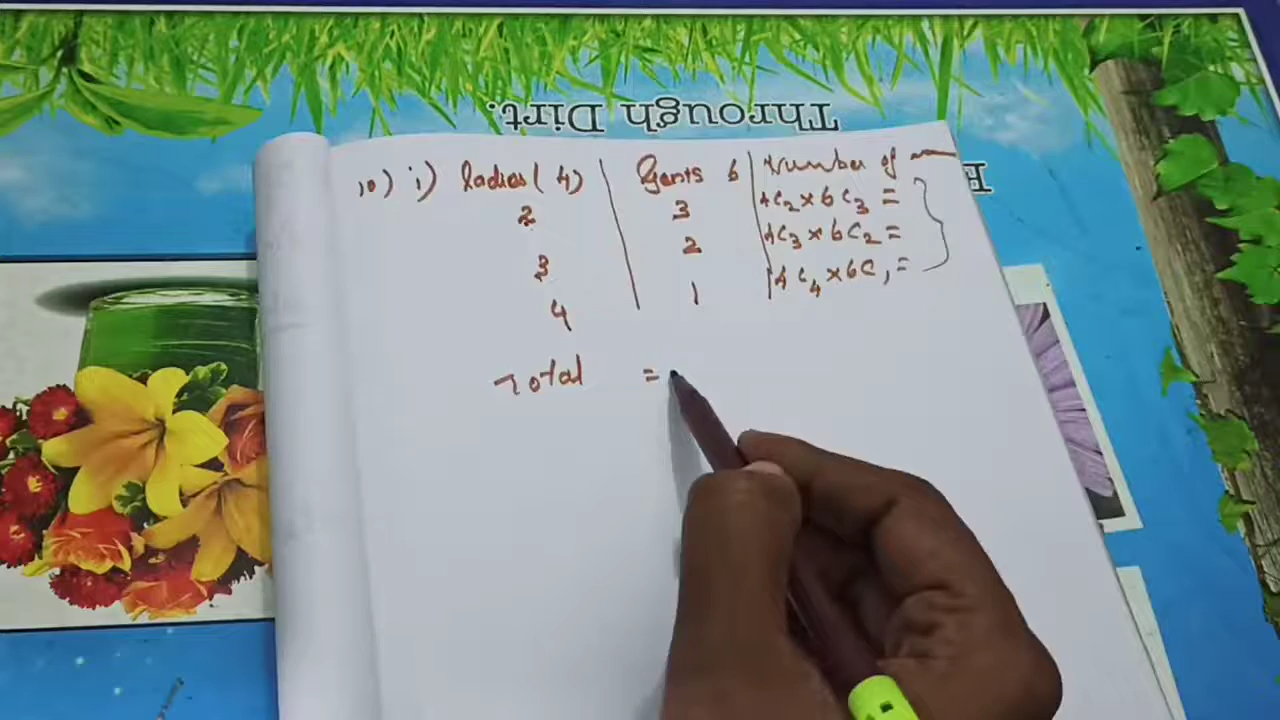 Through Dirt.
10) i) Ladies ( 4) Gents 6 Number of
2 3 4C2 x 6C3 =
3 2 4C3 x 6C2 =
4 1 4C4 x 6C1 =
Total =